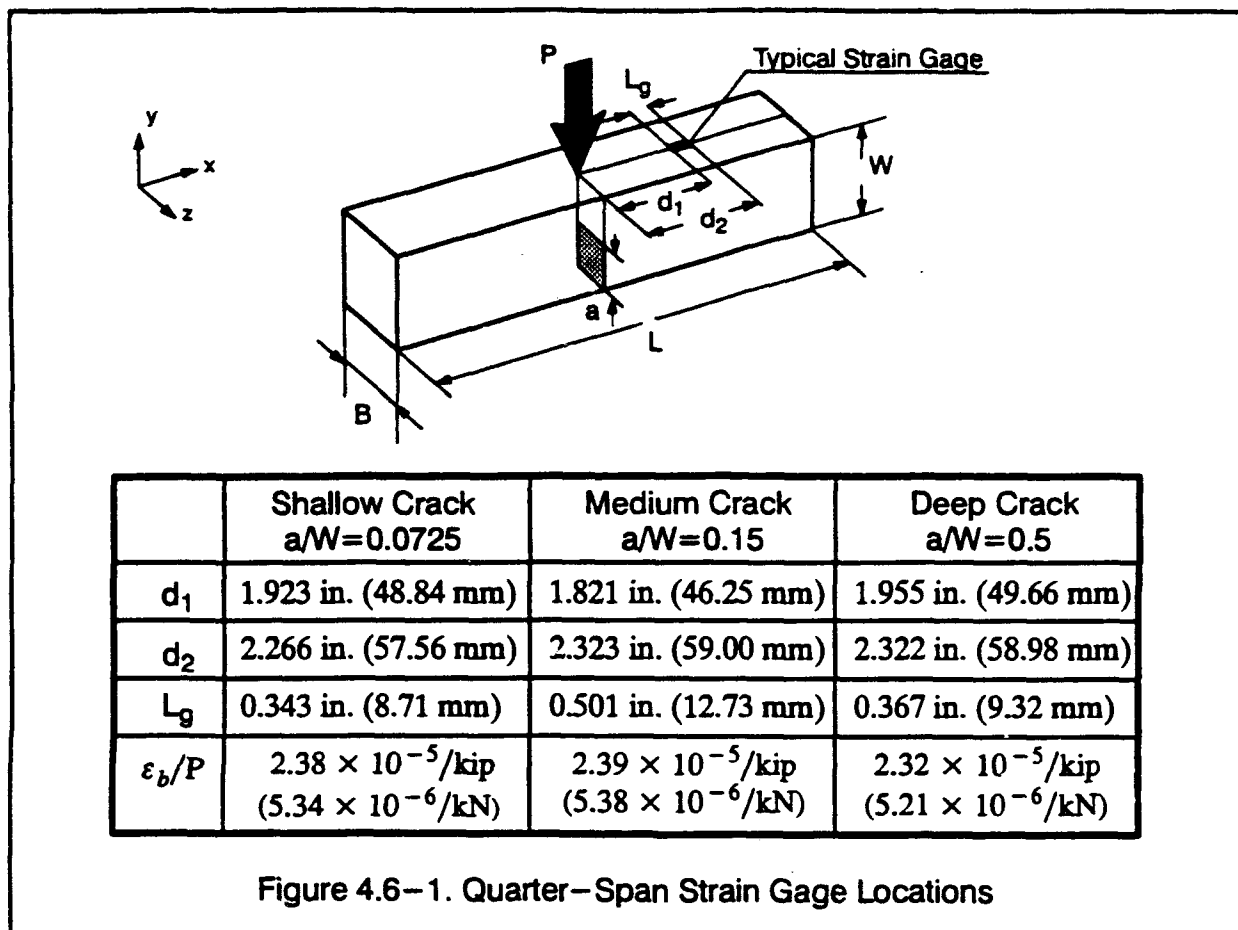 P
Typical Strain Gage
Lg
y
x
z
W
d1
d2
a
L
B
Shallow Crack a/W=0.0725
Medium Crack a/W=0.15
Deep Crack a/W=0.5
d1 1.923 in. (48.84 mm) 1.821 in. (46.25 mm) 1.955 in. (49.66 mm)
d2 2.266 in. (57.56 mm) 2.323 in. (59.00 mm) 2.322 in. (58.98 mm)
Lg 0.343 in. (8.71 mm) 0.501 in. (12.73 mm) 0.367 in. (9.32 mm)
εb/P 2.38 × 10−5/kip 2.39 × 10−5/kip 2.32 × 10−5/kip
(5.34 × 10−6/kN) (5.38 × 10−6/kN) (5.21 × 10−6/kN)
Figure 4.6−1. Quarter−Span Strain Gage Locations